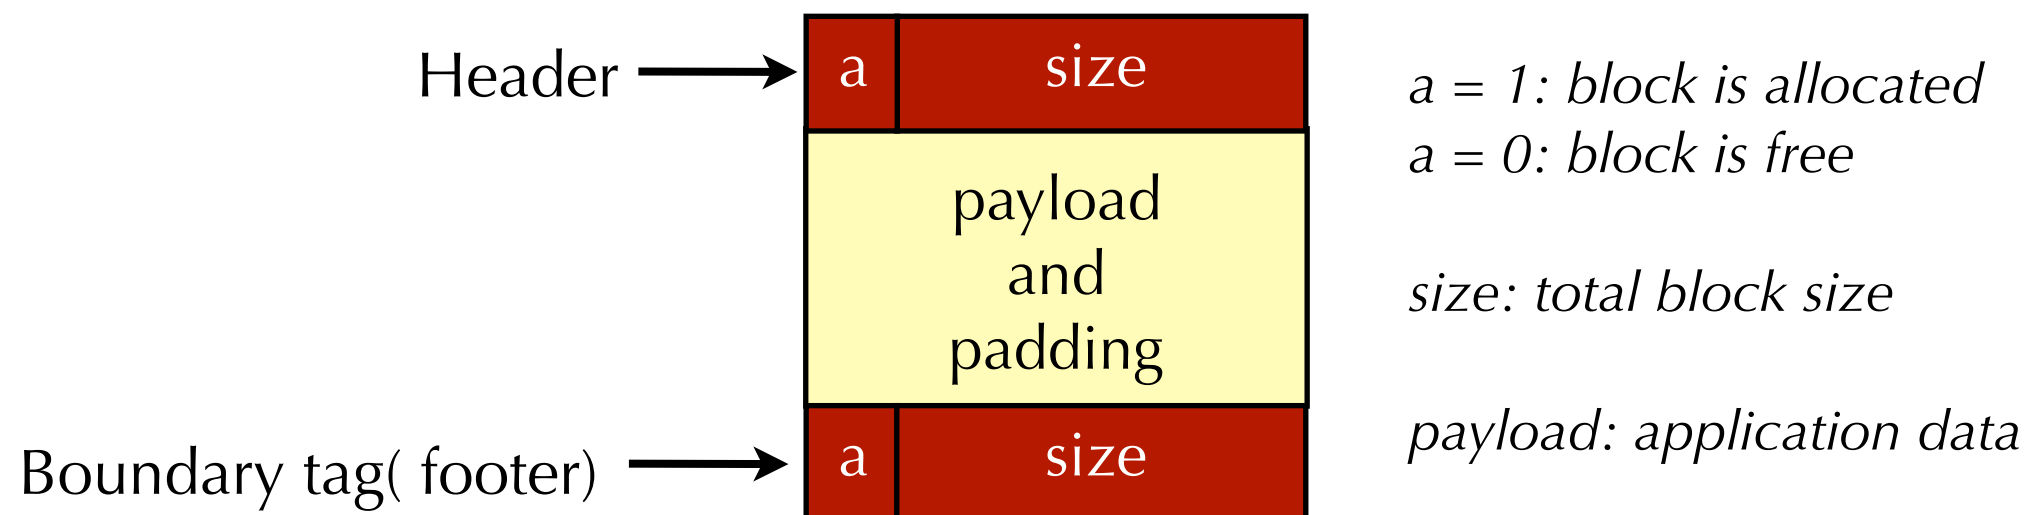 Header
a size
payload
and
padding
Boundary tag( footer)
a size
a = 1: block is allocated
a = 0: block is free
size: total block size
payload: application data